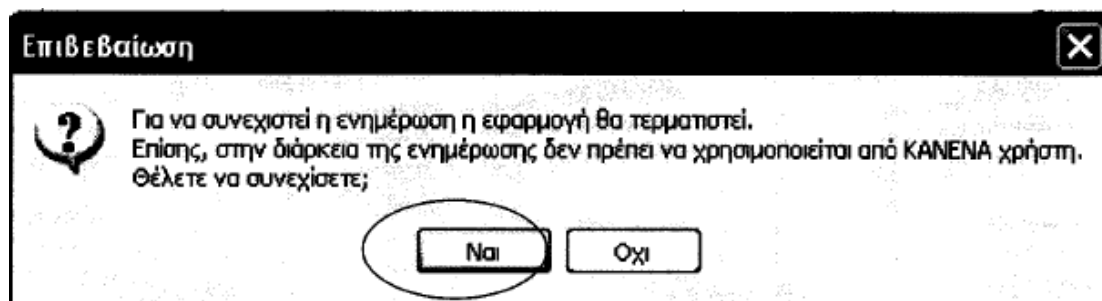 Επιβεβαίωση
Για να συνεχιστεί η ενημέρωση η εφαρμογή θα τερματιστεί.
Επίσης, στην διάρκεια της ενημέρωσης δεν πρέπει να χρησιμοποιείται από ΚΑΝΕΝΑ χρήστη.
Θέλετε να συνεχίσετε;
Ναι Οχι